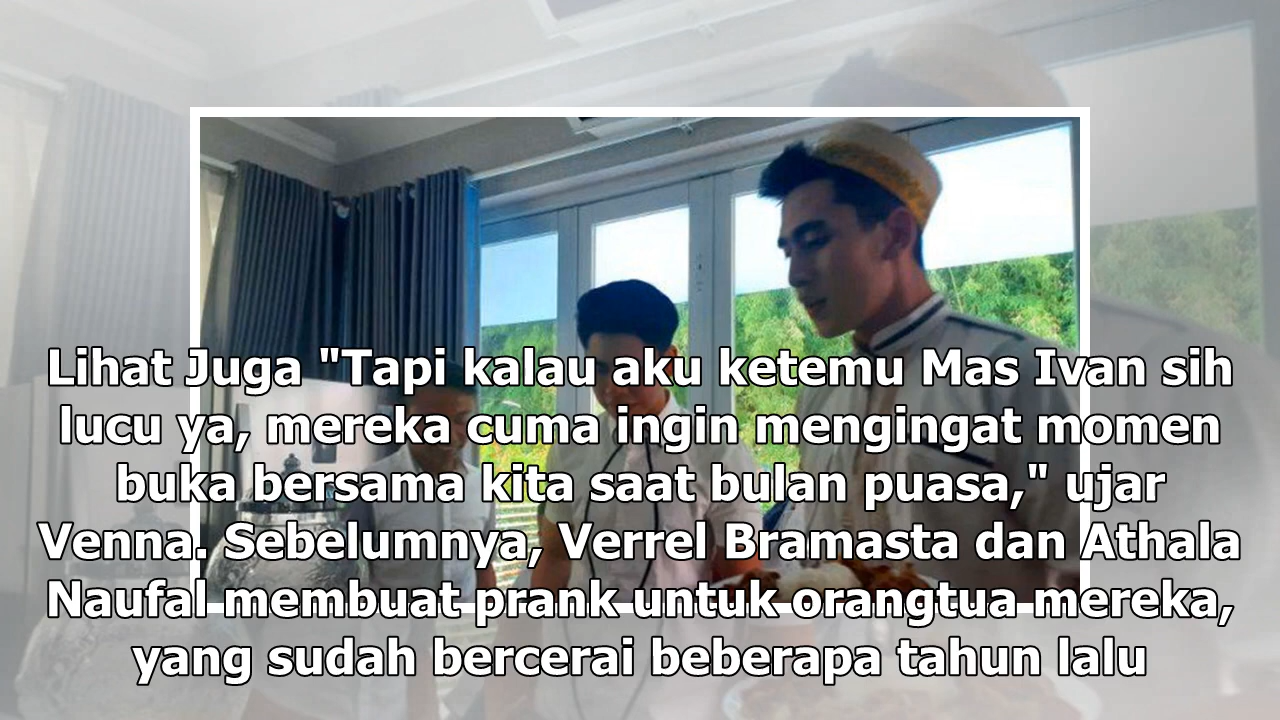 Lihat Juga "Tapi kalau aku ketemu Mas Ivan sih
lucu ya, mereka cuma ingin mengingat momen
buka bersama kita saat bulan puasa," ujar
Venna. Sebelumnya, Verrel Bramasta dan Athala
Naufal membuat prank untuk orangtua mereka,
yang sudah bercerai beberapa tahun lalu